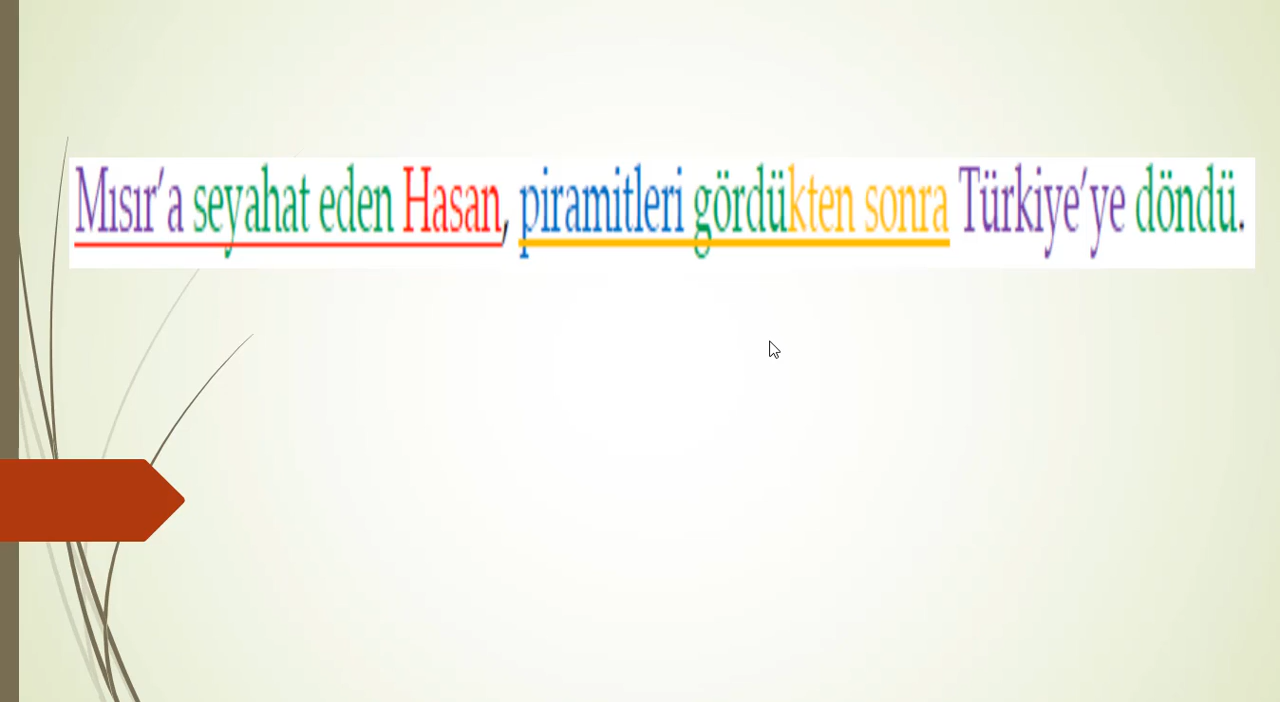 Mısır’a seyahat eden Hasan, piramitleri gördükten sonra Türkiye’ye döndü.